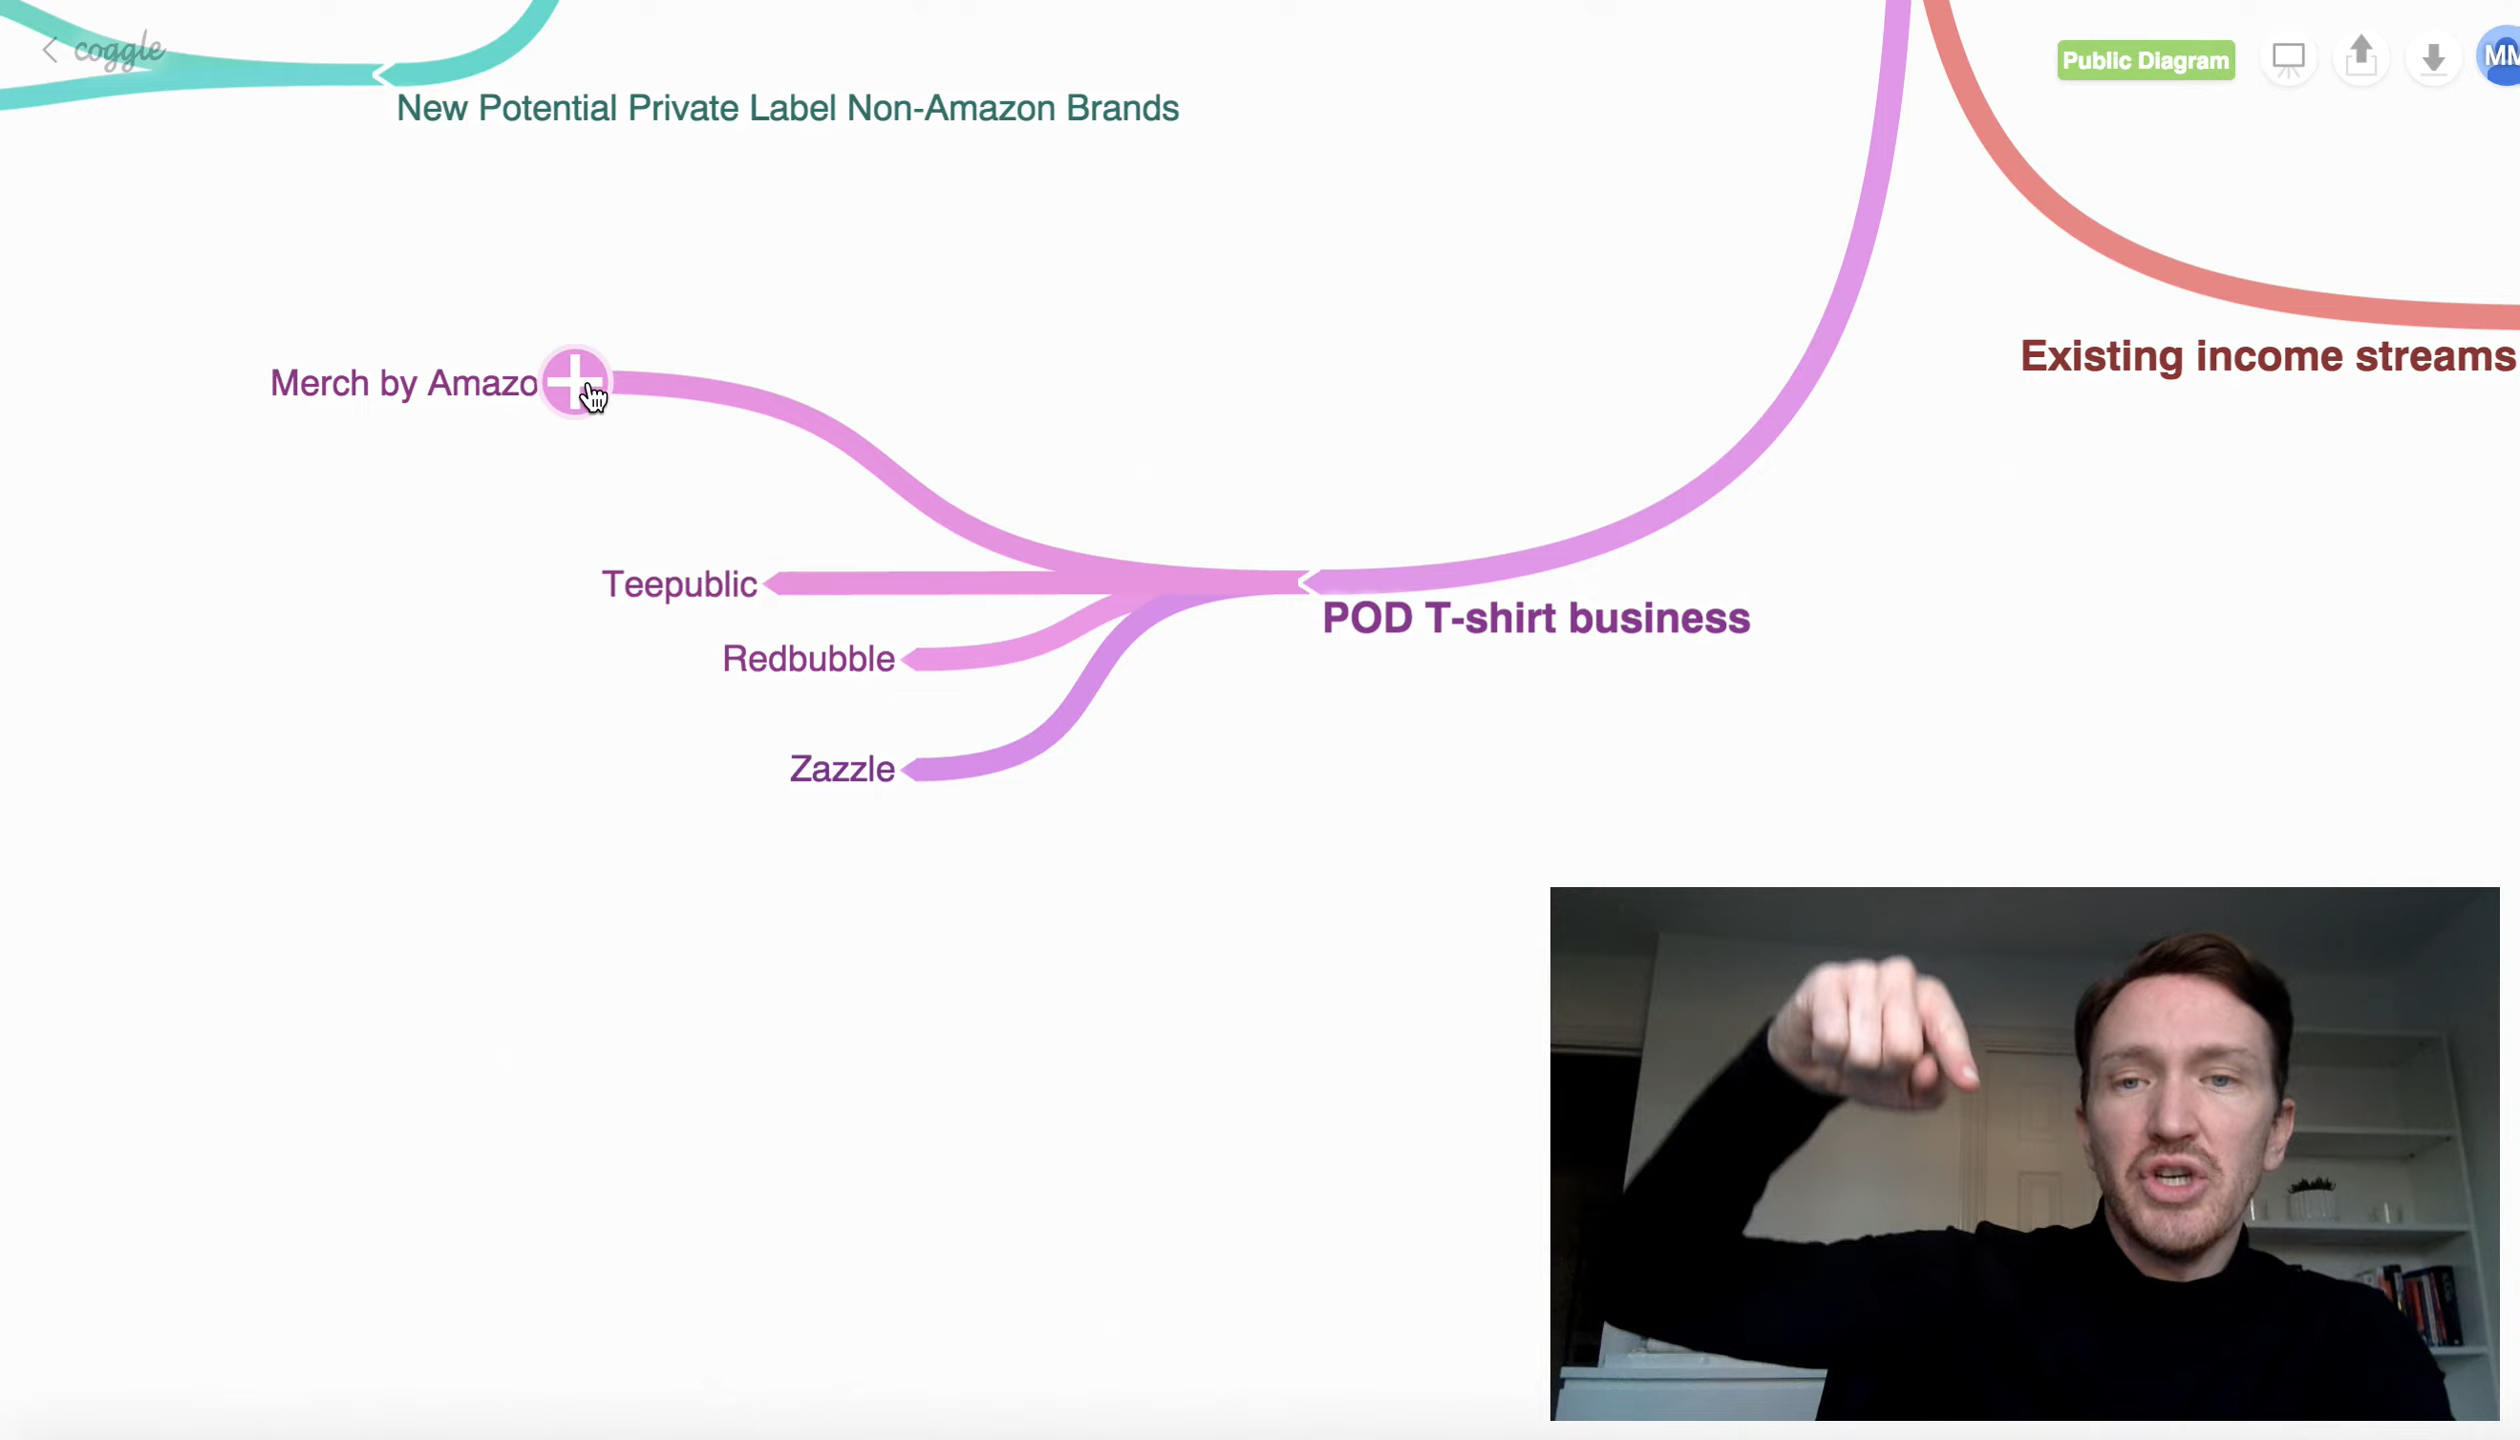 coggle
Public Diagram
MM
New Potential Private Label Non-Amazon Brands
Existing income streams
Merch by Amazo
Teepublic
POD T-shirt business
Redbubble
Zazzle